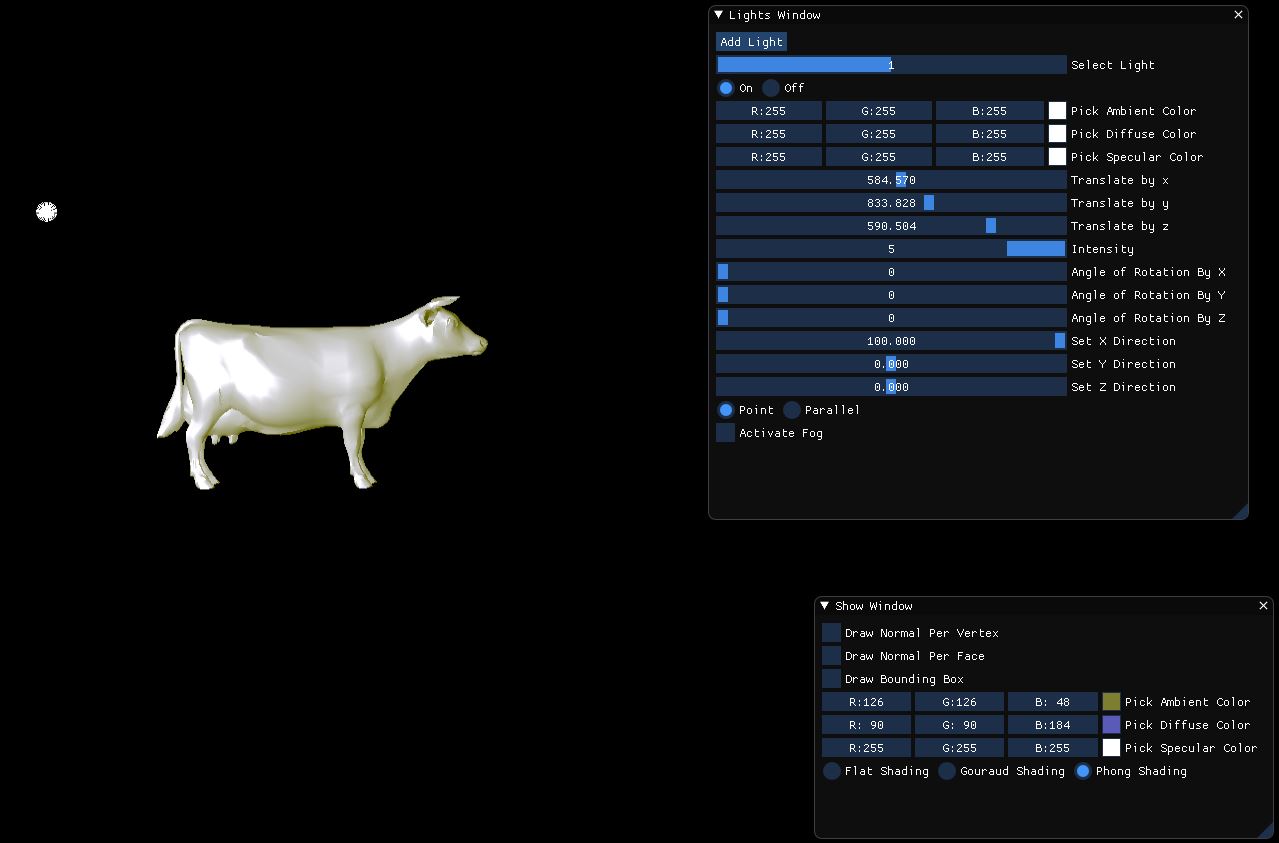 Lights Window
Add Light
1 Select Light
On Off
R:255 G:255 B:255 Pick Ambient Color
R:255 G:255 B:255 Pick Diffuse Color
R:255 G:255 B:255 Pick Specular Color
584.570 Translate by x
833.828 Translate by y
590.504 Translate by z
5 Intensity
0 Angle of Rotation By X
0 Angle of Rotation By Y
0 Angle of Rotation By Z
100.000 Set X Direction
0.000 Set Y Direction
0.000 Set Z Direction
Point Parallel
Activate Fog
Show Window
Draw Normal Per Vertex
Draw Normal Per Face
Draw Bounding Box
R:126 G:126 B: 48 Pick Ambient Color
R: 90 G: 90 B:184 Pick Diffuse Color
R:255 G:255 B:255 Pick Specular Color
Flat Shading Gouraud Shading Phong Shading